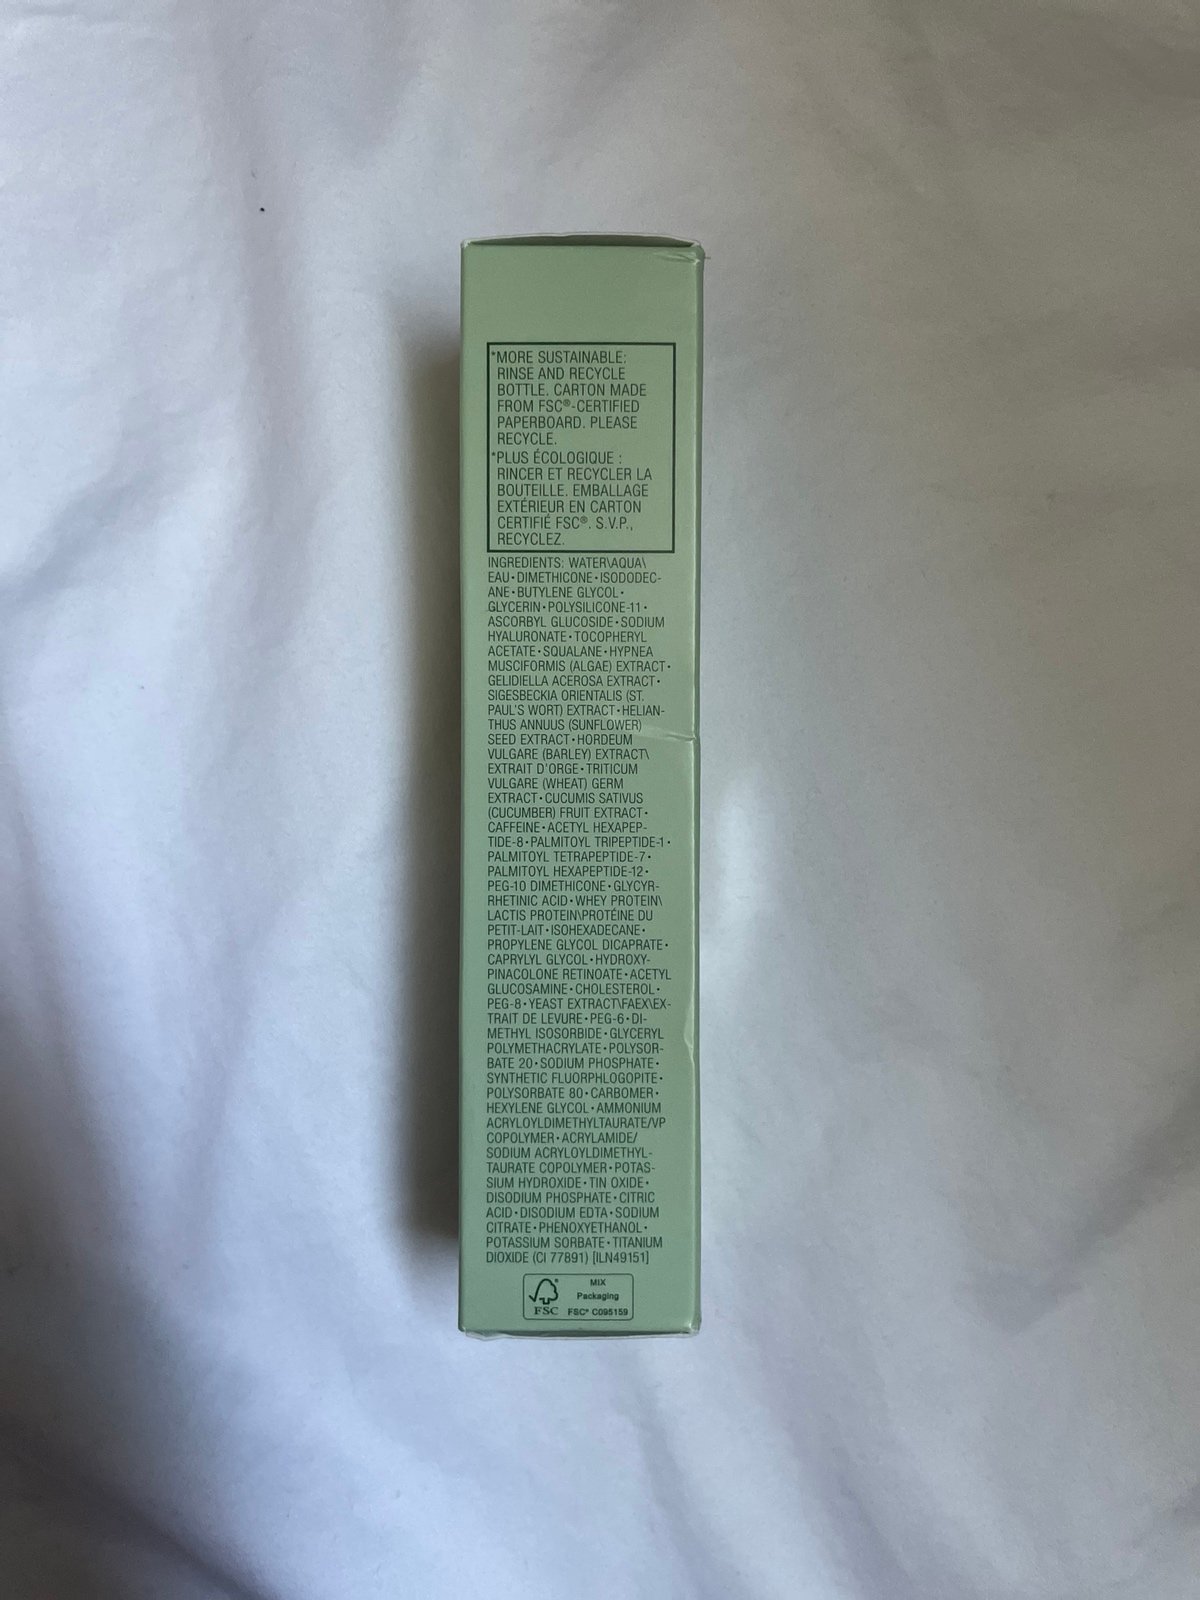 *MORE SUSTAINABLE:
RINSE AND RECYCLE
BOTTLE. CARTON MADE
FROM FSC®-CERTIFIED
PAPERBOARD. PLEASE
RECYCLE.
*PLUS ÉCOLOGIQUE :
RINCER ET RECYCLER LA
BOUTEILLE. EMBALLAGE
EXTÉRIEUR EN CARTON
CERTIFIÉ FSC®. S.V.P.,
RECYCLEZ.
INGREDIENTS: WATER\AQUA\
EAU•DIMETHICONE•ISODODEC-
ANE•BUTYLENE GLYCOL•
GLYCERIN•POLYSILICONE-11•
ASCORBYL GLUCOSIDE•SODIUM
HYALURONATE•TOCOPHERYL
ACETATE•SQUALANE•HYPNEA
MUSCIFORMIS (ALGAE) EXTRACT•
GELIDIELLA ACEROSA EXTRACT•
SIGESBECKIA ORIENTALIS (ST.
PAUL'S WORT) EXTRACT•HELIAN-
THUS ANNUUS (SUNFLOWER)
SEED EXTRACT•HORDEUM
VULGARE (BARLEY) EXTRACT\
EXTRAIT D'ORGE•TRITICUM
VULGARE (WHEAT) GERM
EXTRACT•CUCUMIS SATIVUS
(CUCUMBER) FRUIT EXTRACT•
CAFFEINE•ACETYL HEXAPEP-
TIDE-8•PALMITOYL TRIPEPTIDE-1•
PALMITOYL TETRAPEPTIDE-7•
PALMITOYL HEXAPEPTIDE-12•
PEG-10 DIMETHICONE•GLYCYR-
RHETINIC ACID•WHEY PROTEIN\
LACTIS PROTEIN\PROTÉINE DU
PETIT-LAIT•ISOHEXADECANE•
PROPYLENE GLYCOL DICAPRATE•
CAPRYLYL GLYCOL•HYDROXY-
PINACOLONE RETINOATE•ACETYL
GLUCOSAMINE•CHOLESTEROL•
PEG-8•YEAST EXTRACT\FAEX\EX-
TRAIT DE LEVURE•PEG-6•DI-
METHYL ISOSORBIDE•GLYCERYL
POLYMETHACRYLATE•POLYSOR-
BATE 20•SODIUM PHOSPHATE•
SYNTHETIC FLUORPHLOGOPITE•
POLYSORBATE 80•CARBOMER•
HEXYLENE GLYCOL•AMMONIUM
ACRYLOYLDIMETHYLTAURATE/VP
COPOLYMER•ACRYLAMIDE/
SODIUM ACRYLOYLDIMETHYL-
TAURATE COPOLYMER•POTAS-
SIUM HYDROXIDE•TIN OXIDE•
DISODIUM PHOSPHATE•CITRIC
ACID•DISODIUM EDTA•SODIUM
CITRATE•PHENOXYETHANOL•
POTASSIUM SORBATE•TITANIUM
DIOXIDE (CI 77891) [ILN49151]
FSC
MIX
Packaging
FSC® C095159